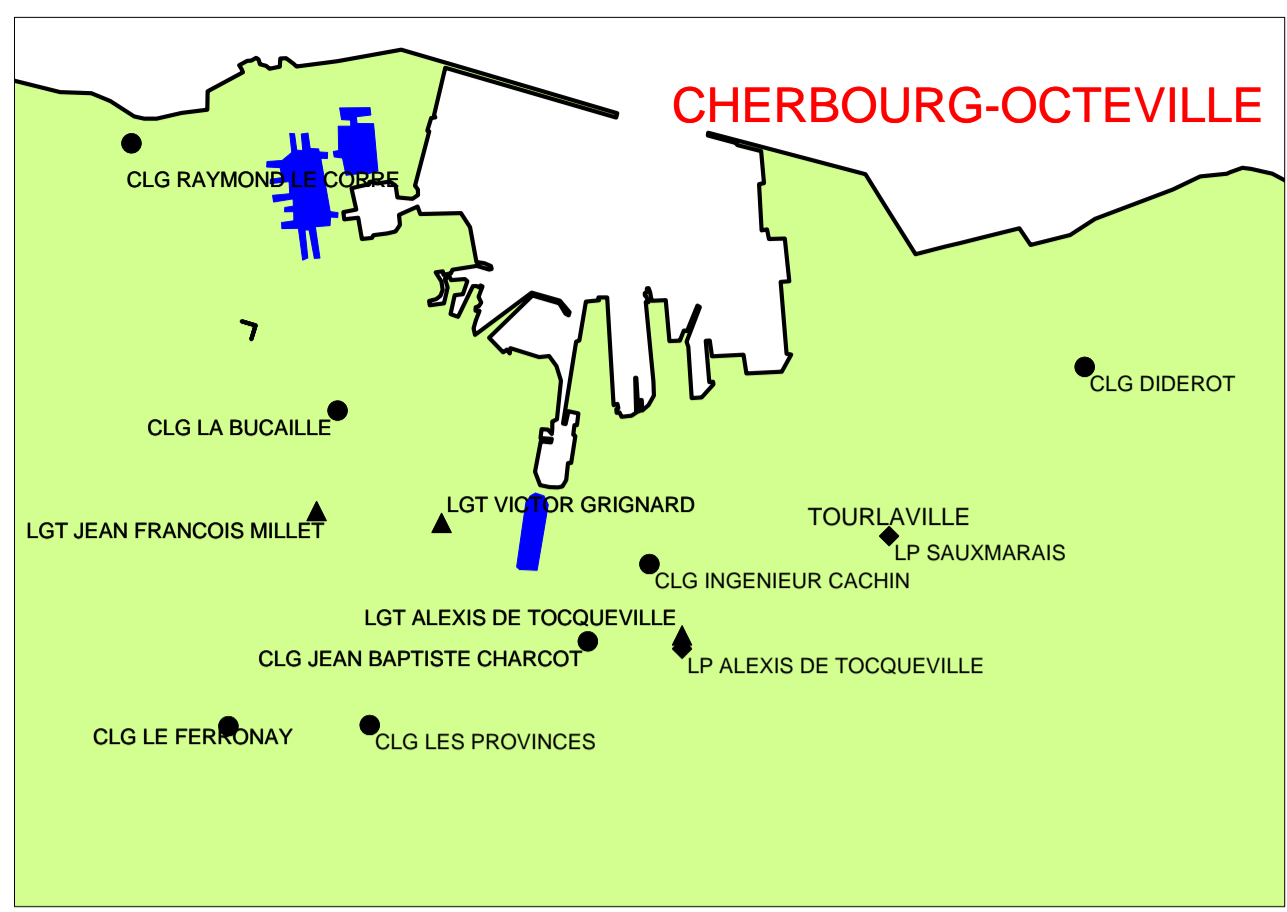 CHERBOURG-OCTEVILLE
CLG RAYMOND LE CORRE
CLG DIDEROT
CLG LA BUCAILLE
LGT VICTOR GRIGNARD
TOURLAVILLE
LGT JEAN FRANCOIS MILLET
LP SAUXMARAIS
CLG INGENIEUR CACHIN
LGT ALEXIS DE TOCQUEVILLE
CLG JEAN BAPTISTE CHARCOT
LP ALEXIS DE TOCQUEVILLE
CLG LE FERRONAY
CLG LES PROVINCES